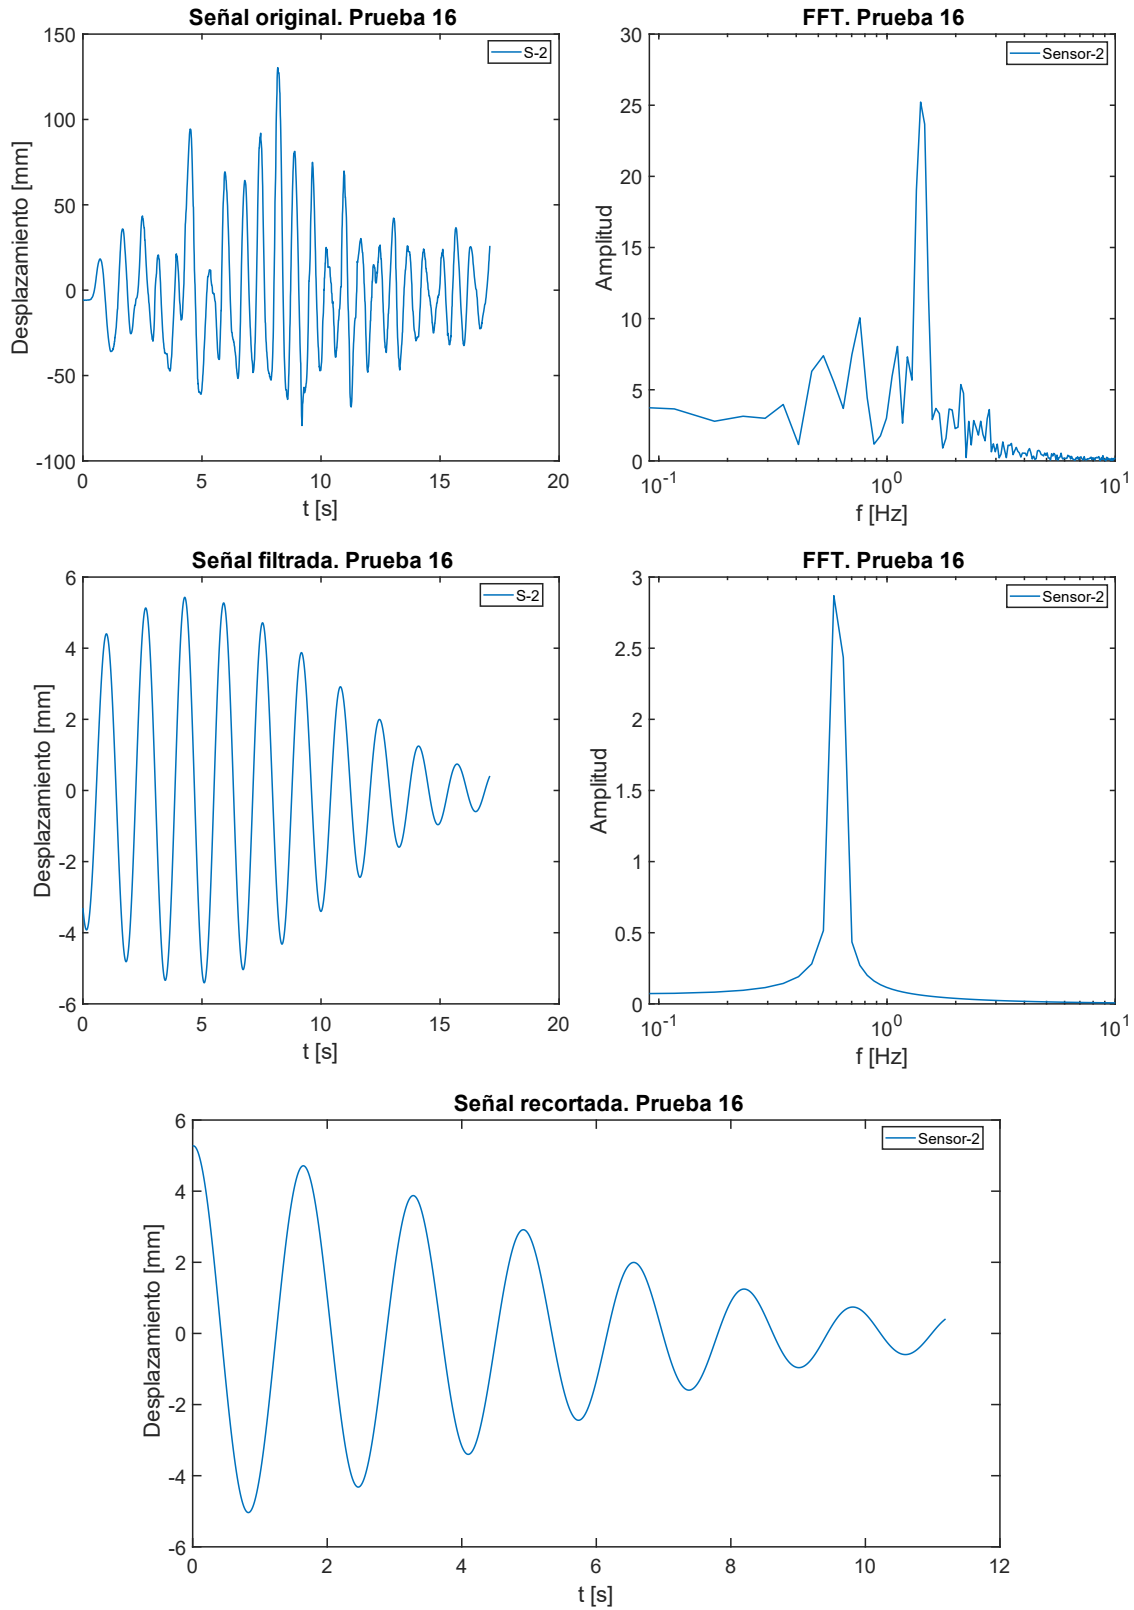 Señal original. Prueba 16
S-2
Desplazamiento [mm]
150
100
50
0
-50
-100
0 5 10 15 20
t [s]
FFT. Prueba 16
Sensor-2
Amplitud
30
25
20
15
10
5
0
10^-1 10^0 10^1
f [Hz]
Señal filtrada. Prueba 16
S-2
Desplazamiento [mm]
6
4
2
0
-2
-4
-6
0 5 10 15 20
t [s]
FFT. Prueba 16
Sensor-2
Amplitud
3
2.5
2
1.5
1
0.5
0
10^-1 10^0 10^1
f [Hz]
Señal recortada. Prueba 16
Sensor-2
Desplazamiento [mm]
6
4
2
0
-2
-4
-6
0 2 4 6 8 10 12
t [s]